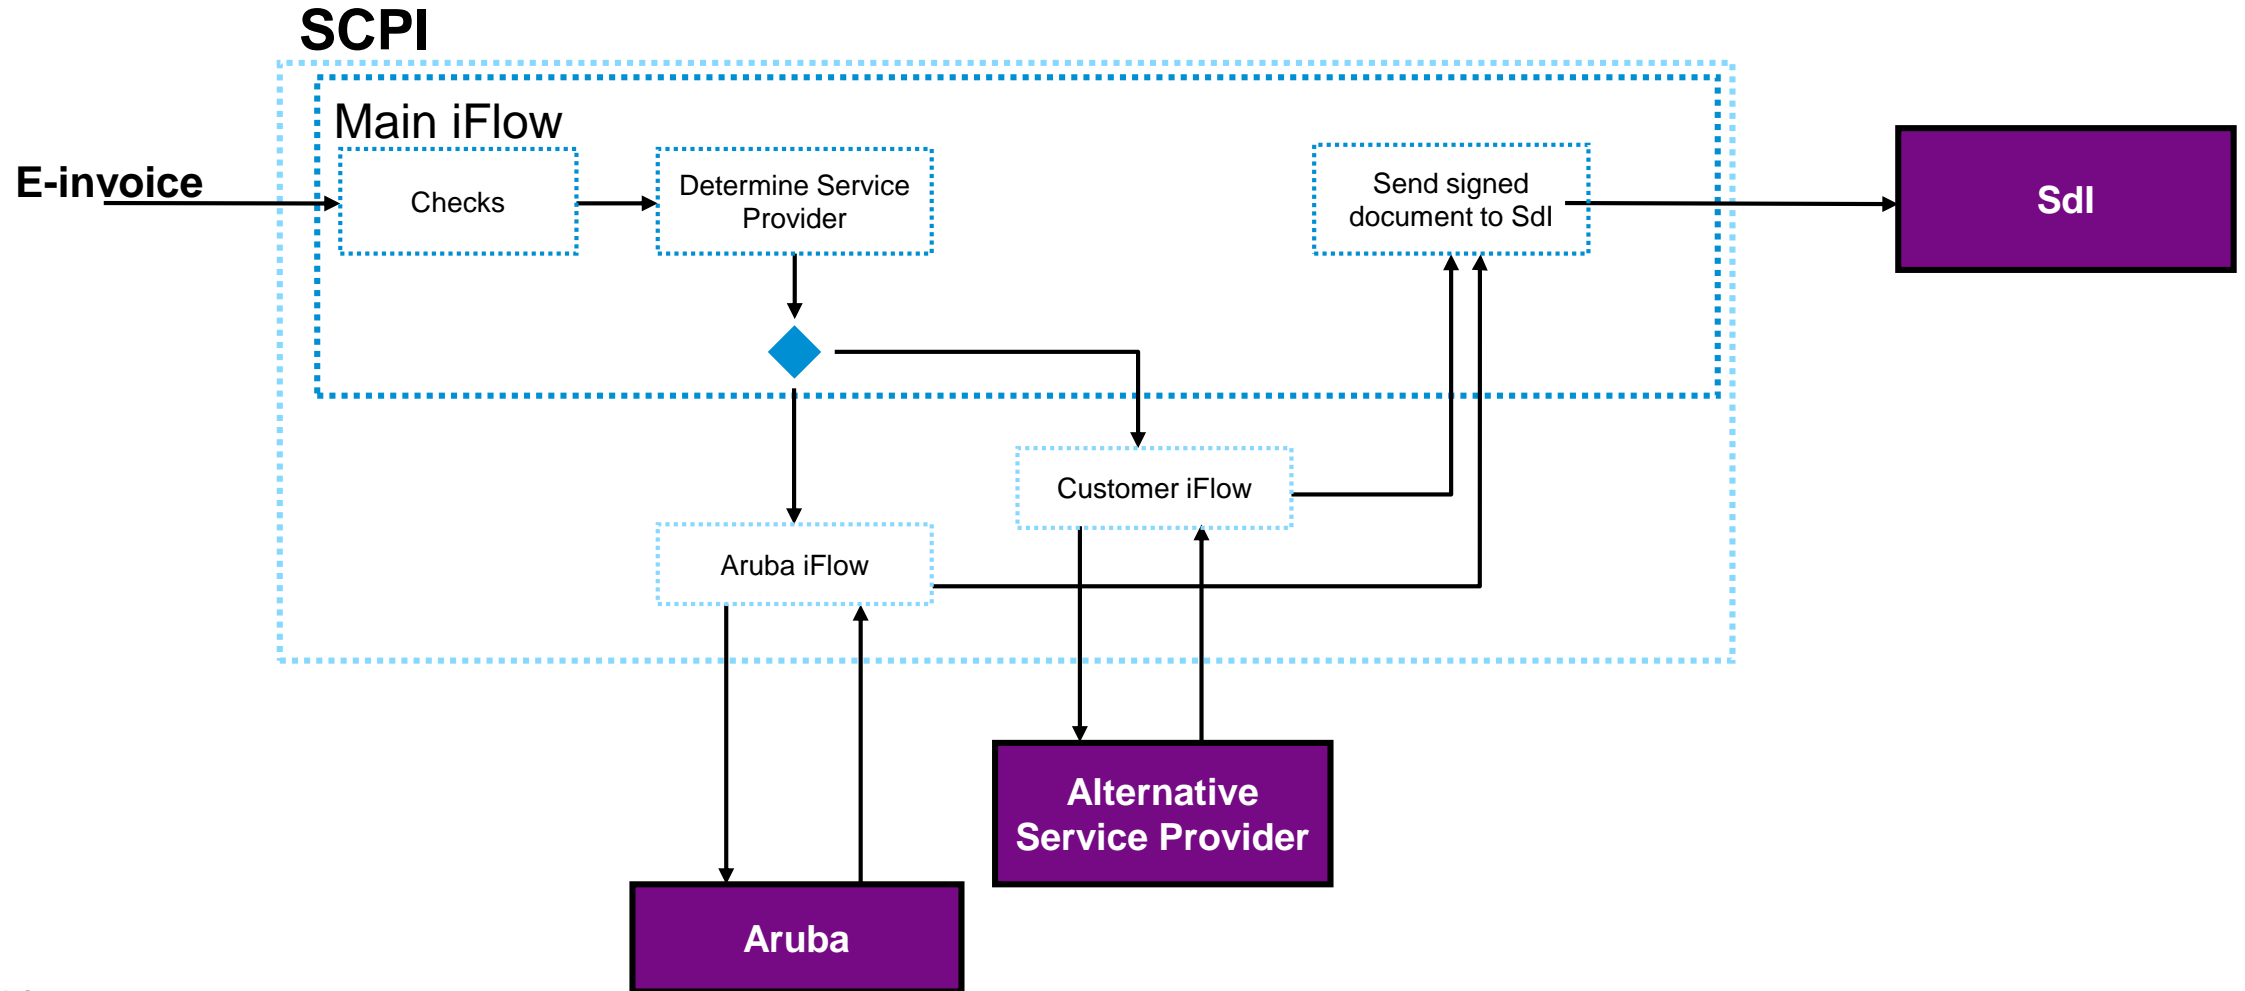 SCPI
Main iFlow
E-invoice
Checks
Determine Service
Provider
Send signed
document to SdI
SdI
Customer iFlow
Aruba iFlow
Alternative
Service Provider
Aruba